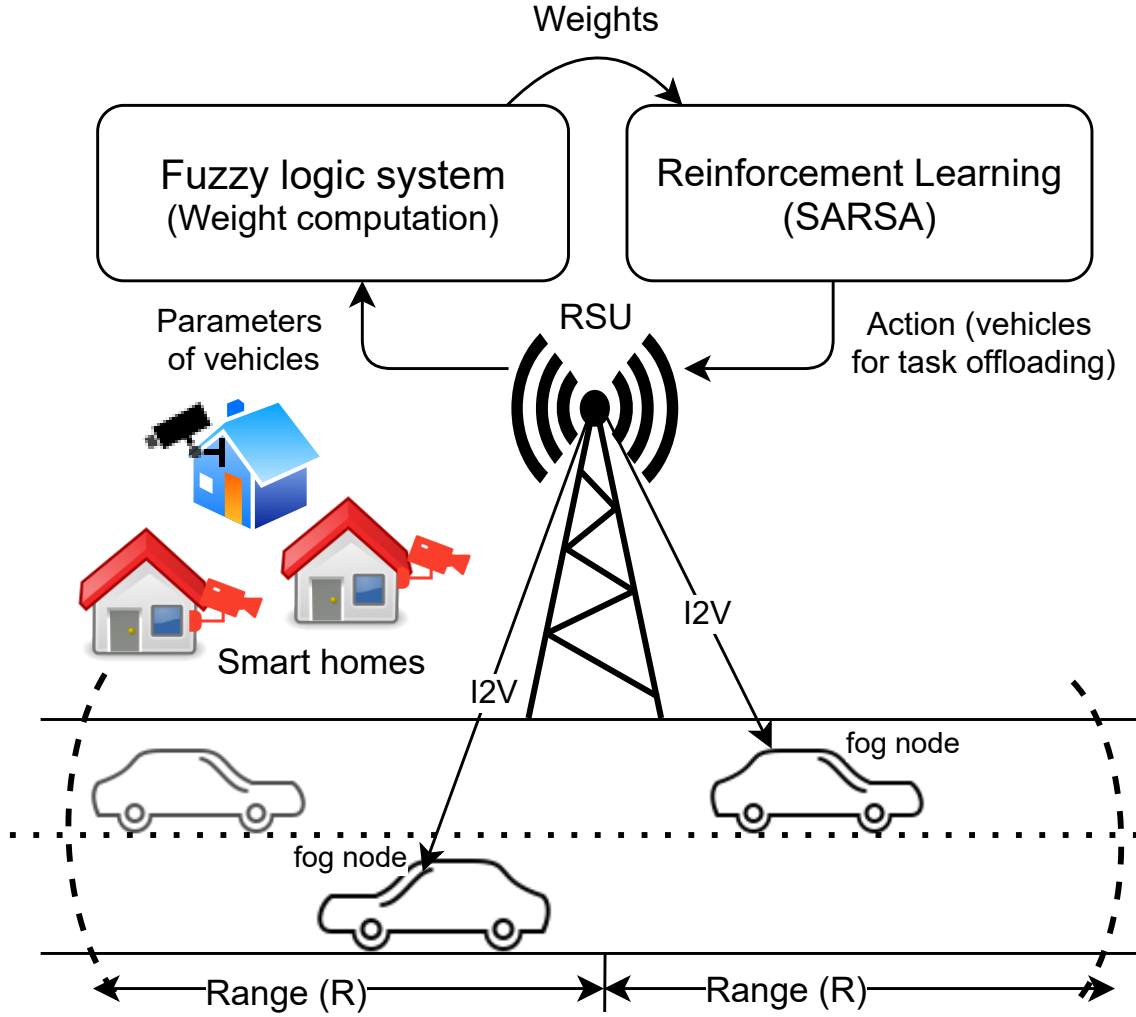 Weights
Fuzzy logic system
(Weight computation)
Reinforcement Learning
(SARSA)
Parameters
of vehicles
RSU
Action (vehicles
for task offloading)
Smart homes
I2V
I2V
fog node
fog node
Range (R)
Range (R)